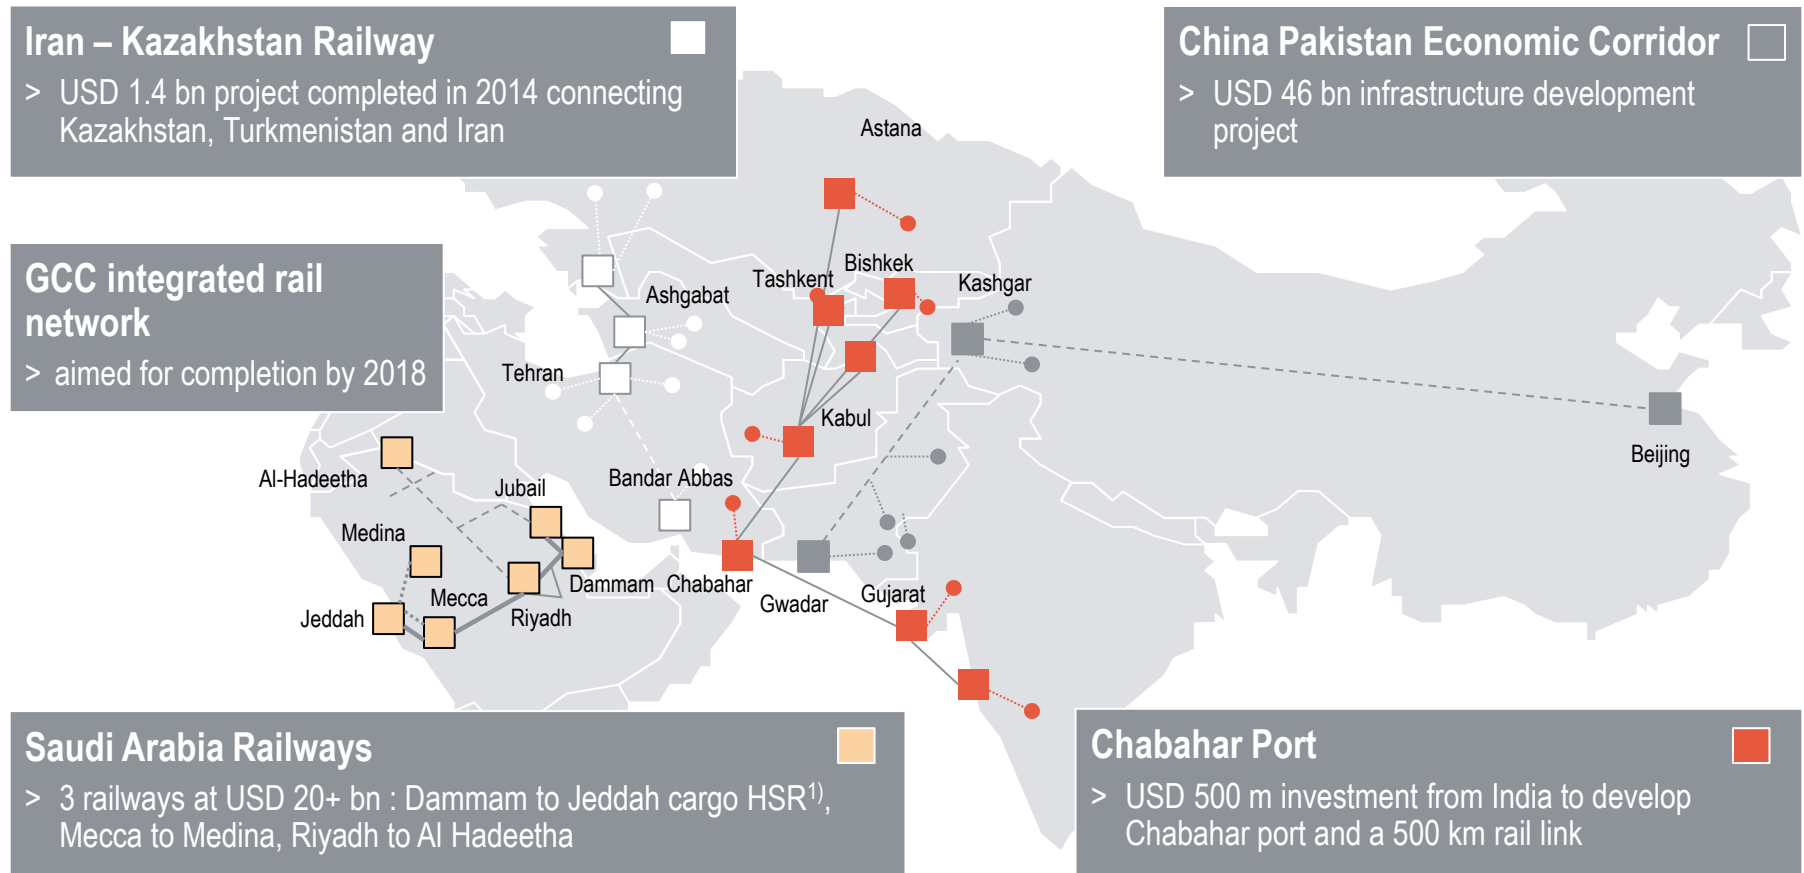 Iran – Kazakhstan Railway
> USD 1.4 bn project completed in 2014 connecting
Kazakhstan, Turkmenistan and Iran
China Pakistan Economic Corridor
> USD 46 bn infrastructure development
project
GCC integrated rail
network
> aimed for completion by 2018
Astana
Bishkek
Tashkent
Kashgar
Ashgabat
Tehran
Kabul
Beijing
Al-Hadeetha
Bandar Abbas
Jubail
Medina
Dammam
Chabahar
Mecca
Gwadar
Gujarat
Jeddah
Riyadh
Saudi Arabia Railways
> 3 railways at USD 20+ bn : Dammam to Jeddah cargo HSR1),
Mecca to Medina, Riyadh to Al Hadeetha
Chabahar Port
> USD 500 m investment from India to develop
Chabahar port and a 500 km rail link